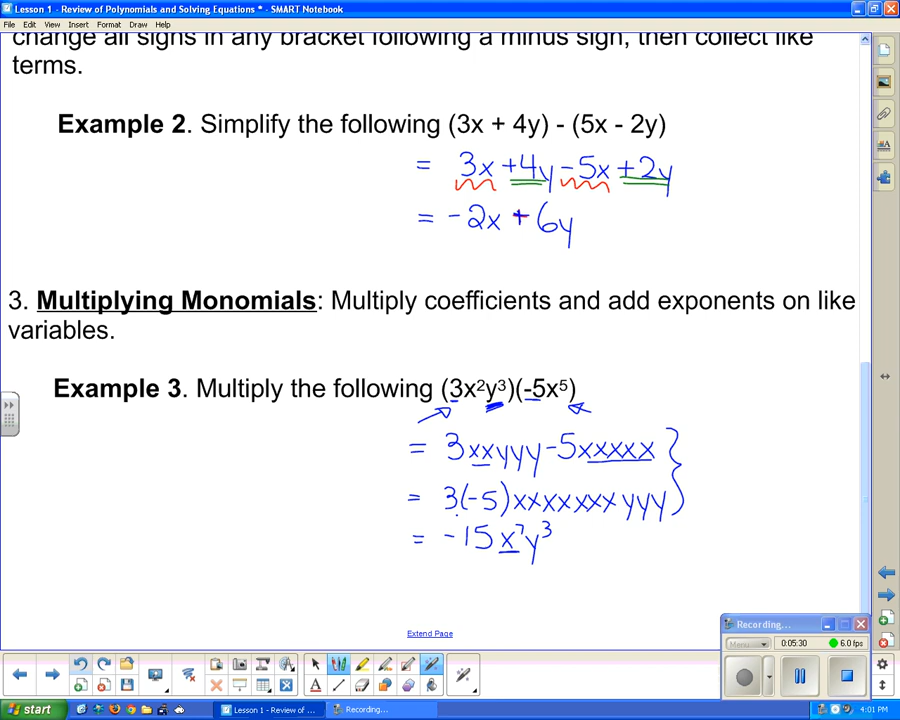 Lesson 1 - Review of Polynomials and Solving Equations * - SMART Notebook
File Edit View Insert Format Draw Help
change all signs in any bracket following a minus sign, then collect like
terms.
Example 2. Simplify the following (3x + 4y) - (5x - 2y)
= 3x +4y -5x +2y
= -2x + 6y
3. Multiplying Monomials: Multiply coefficients and add exponents on like
variables.
Example 3. Multiply the following (3x²y³)(-5x⁵)
= 3xxyyy-5xxxxx
= 3(-5)xxxxxxxyyy
= -15x⁷y³
Extend Page
Recording...
Menu 0:05:30 6.0 fps
start Lesson 1 - Review of ... Recording... 4:01 PM